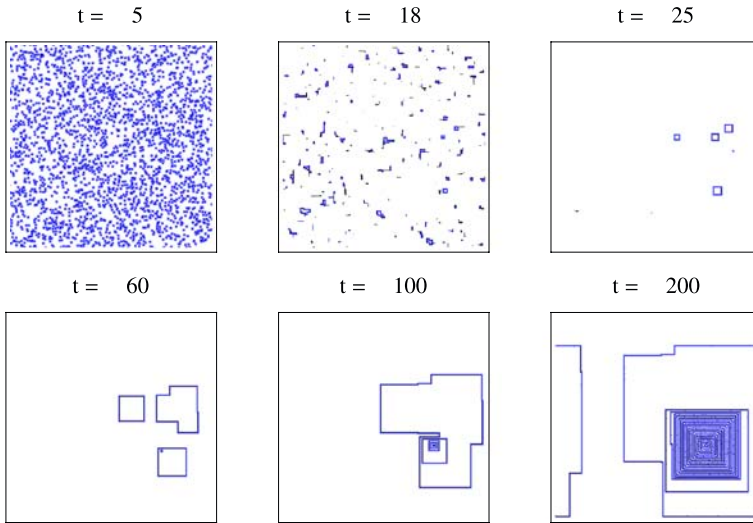 t = 5
t = 18
t = 25
t = 60
t = 100
t = 200